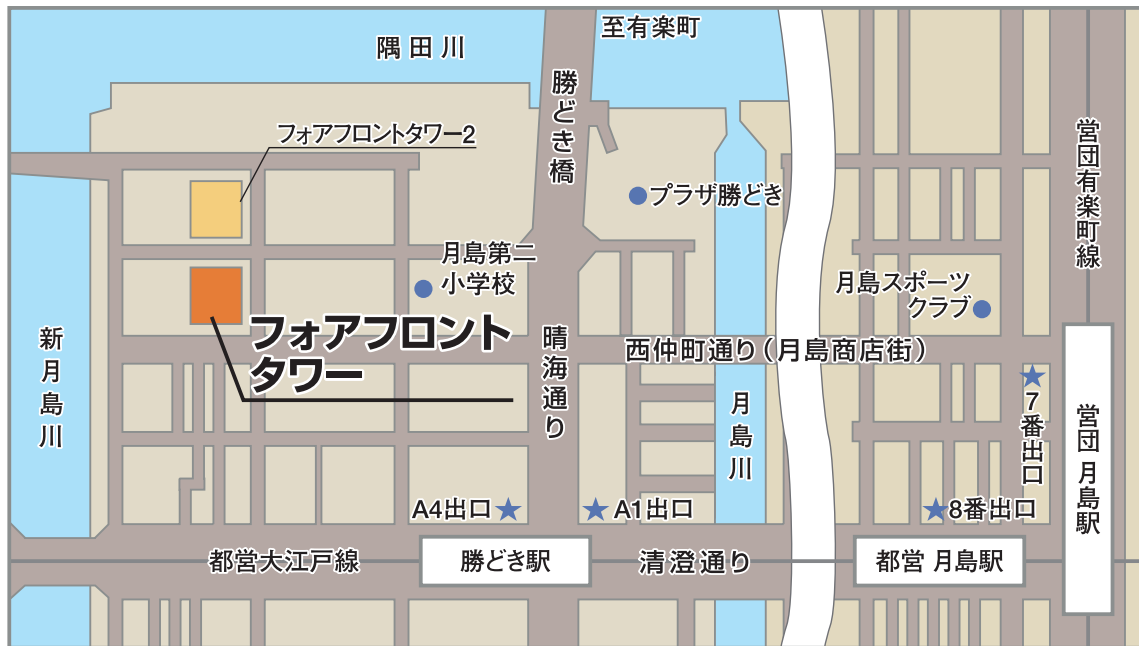 至有楽町
隅田川
勝どき橋
フォアフロントタワー2
営団有楽町線
プラザ勝どき
月島第二
小学校
月島スポーツ
クラブ
フォアフロント
タワー
新月島川
晴海通り
西仲町通り（月島商店街）
月島川
7番出口
営団 月島駅
A4出口
A1出口
8番出口
都営大江戸線
勝どき駅
清澄通り
都営 月島駅